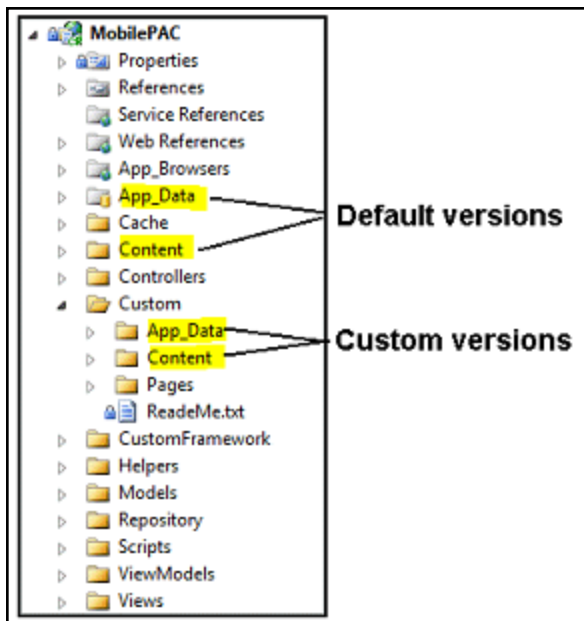 MobilePAC
Properties
References
Service References
Web References
App_Browsers
App_Data
Default versions
Cache
Content
Controllers
Custom
App_Data
Custom versions
Content
Pages
ReadeMe.txt
CustomFramework
Helpers
Models
Repository
Scripts
ViewModels
Views